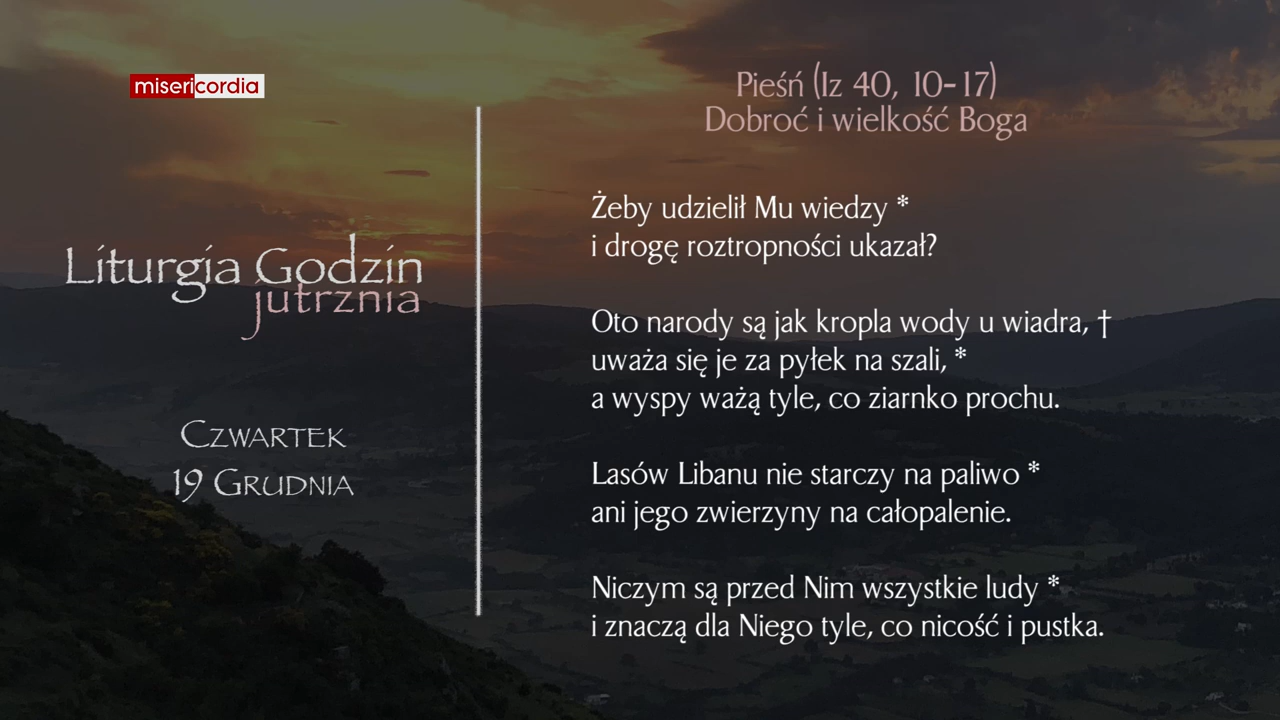 misericordia
Liturgia Godzin
jutrznia
Czwartek
19 Grudnia
Pieśń (Iz 40, 10-17)
Dobroć i wielkość Boga
Żeby udzielił Mu wiedzy *
i drogę roztropności ukazał?
Oto narody są jak kropla wody u wiadra, †
uważa się je za pyłek na szali, *
a wyspy ważą tyle, co ziarnko prochu.
Lasów Libanu nie starczy na paliwo *
ani jego zwierzyny na całopalenie.
Niczym są przed Nim wszystkie ludy *
i znaczą dla Niego tyle, co nicość i pustka.